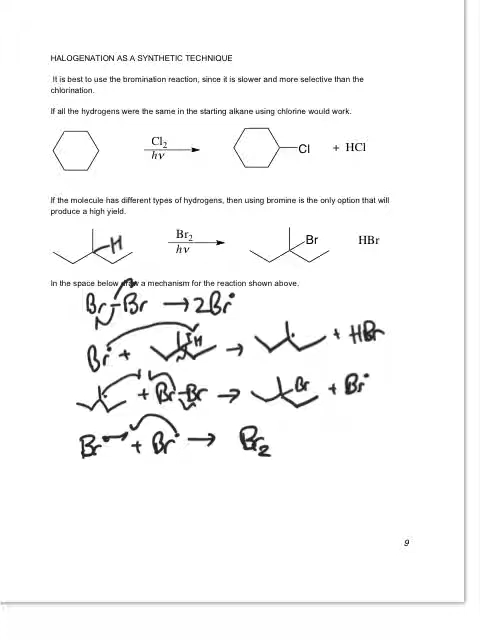 HALOGENATION AS A SYNTHETIC TECHNIQUE
It is best to use the bromination reaction, since it is slower and more selective than the
chlorination.
If all the hydrogens were the same in the starting alkane using chlorine would work.
Cl2
hν
Cl + HCl
If the molecule has different types of hydrogens, then using bromine is the only option that will
produce a high yield.
H
Br2
hν
Br HBr
In the space below draw a mechanism for the reaction shown above.
Br-Br → 2Br•
Br• + H → + HBr
+ Br-Br → Br + Br•
Br• + Br• → Br2
9